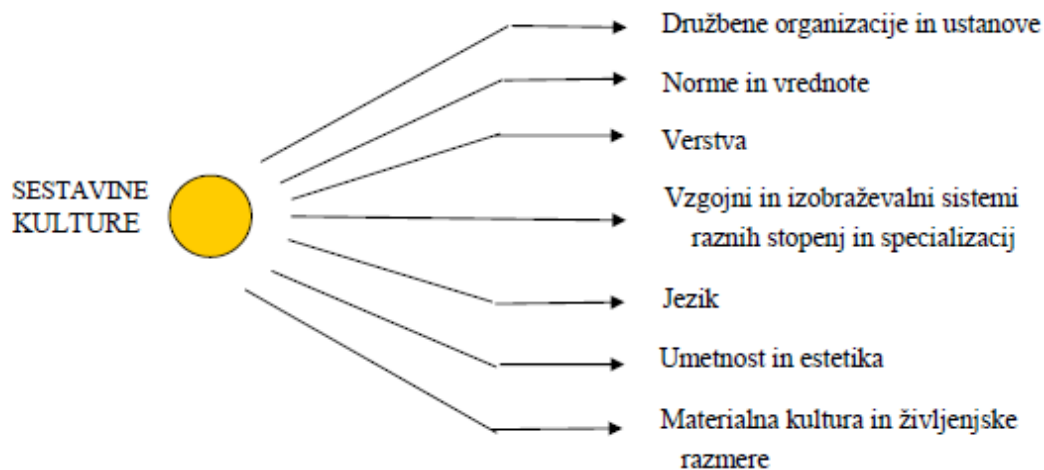 SESTAVINE
KULTURE
Družbene organizacije in ustanove
Norme in vrednote
Verstva
Vzgojni in izobraževalni sistemi
raznih stopenj in specializacij
Jezik
Umetnost in estetika
Materialna kultura in življenjske
razmere